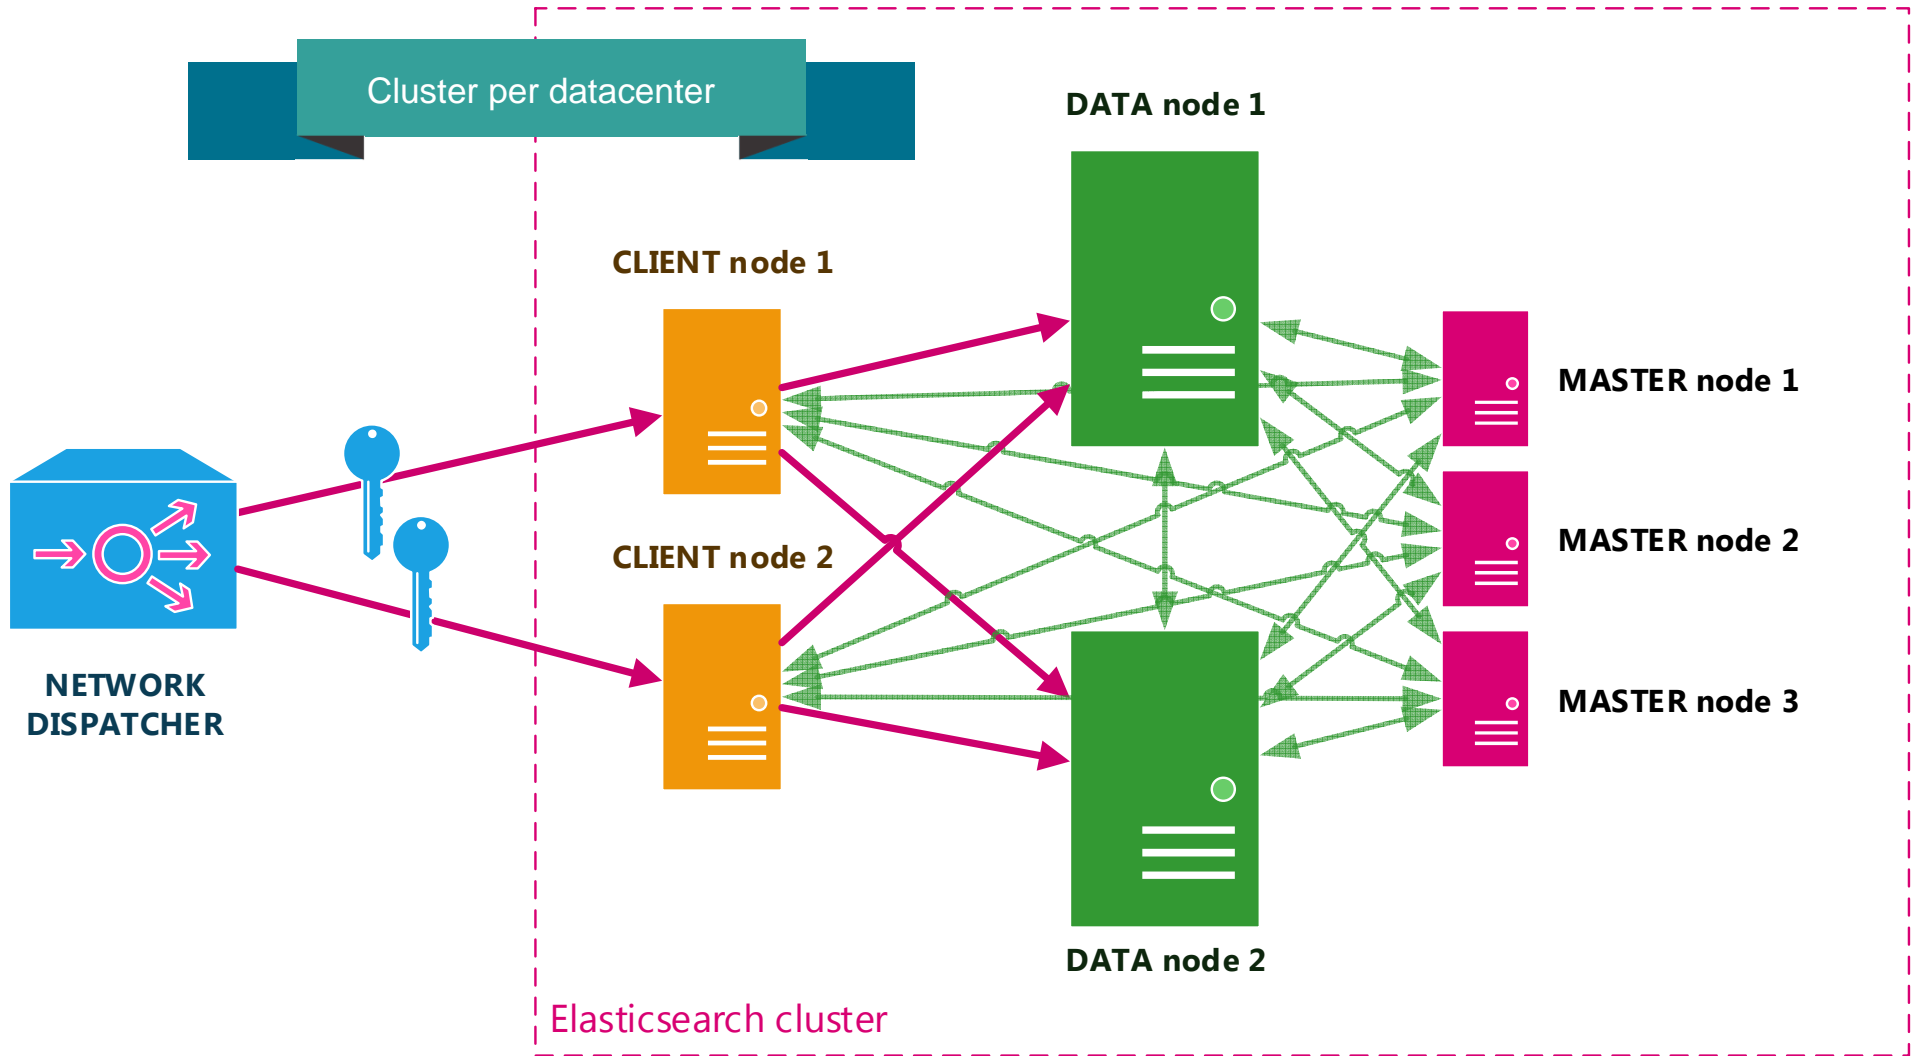 Cluster per datacenter
DATA node 1
CLIENT node 1
MASTER node 1
MASTER node 2
CLIENT node 2
NETWORK
DISPATCHER
MASTER node 3
DATA node 2
Elasticsearch cluster